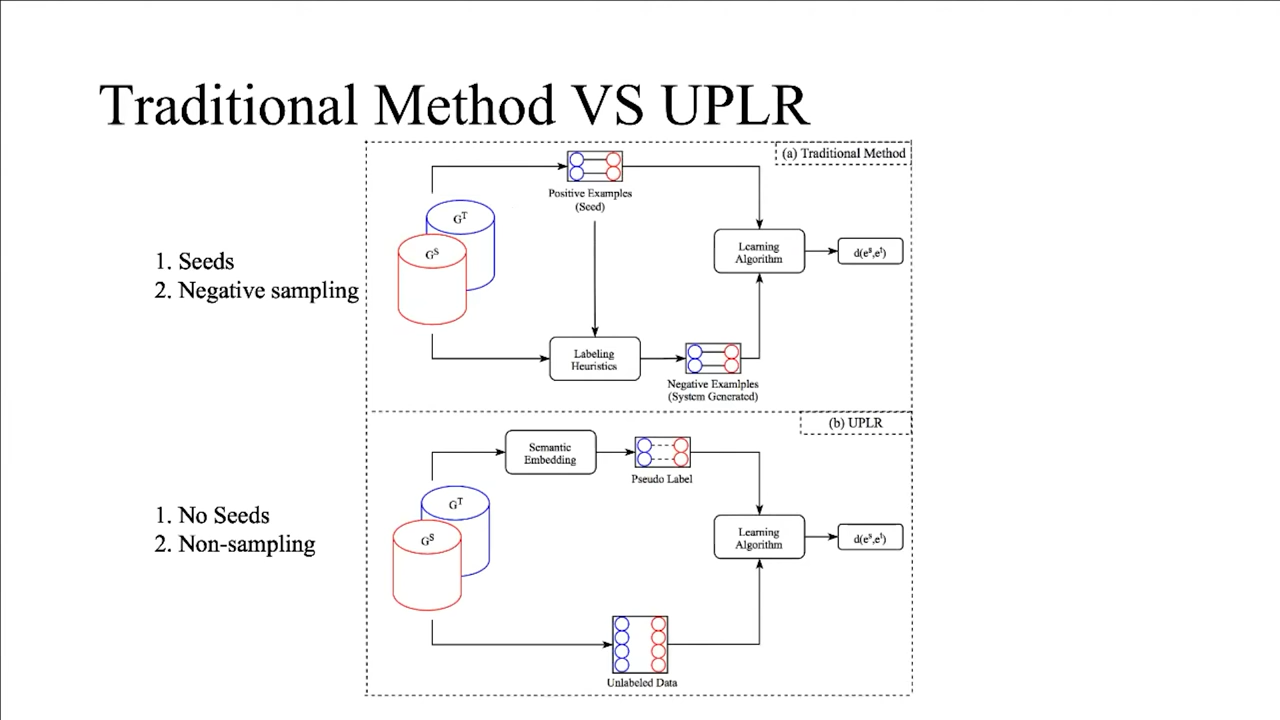 Traditional Method VS UPLR
(a) Traditional Method
Positive Examples
(Seed)
G^T
G^S
Learning
Algorithm
d(e^s,e^t)
1. Seeds
2. Negative sampling
Labeling
Heuristics
Negative Examlples
(System Generated)
(b) UPLR
Semantic
Embedding
Pseudo Label
G^T
G^S
Learning
Algorithm
d(e^s,e^t)
1. No Seeds
2. Non-sampling
Unlabeled Data